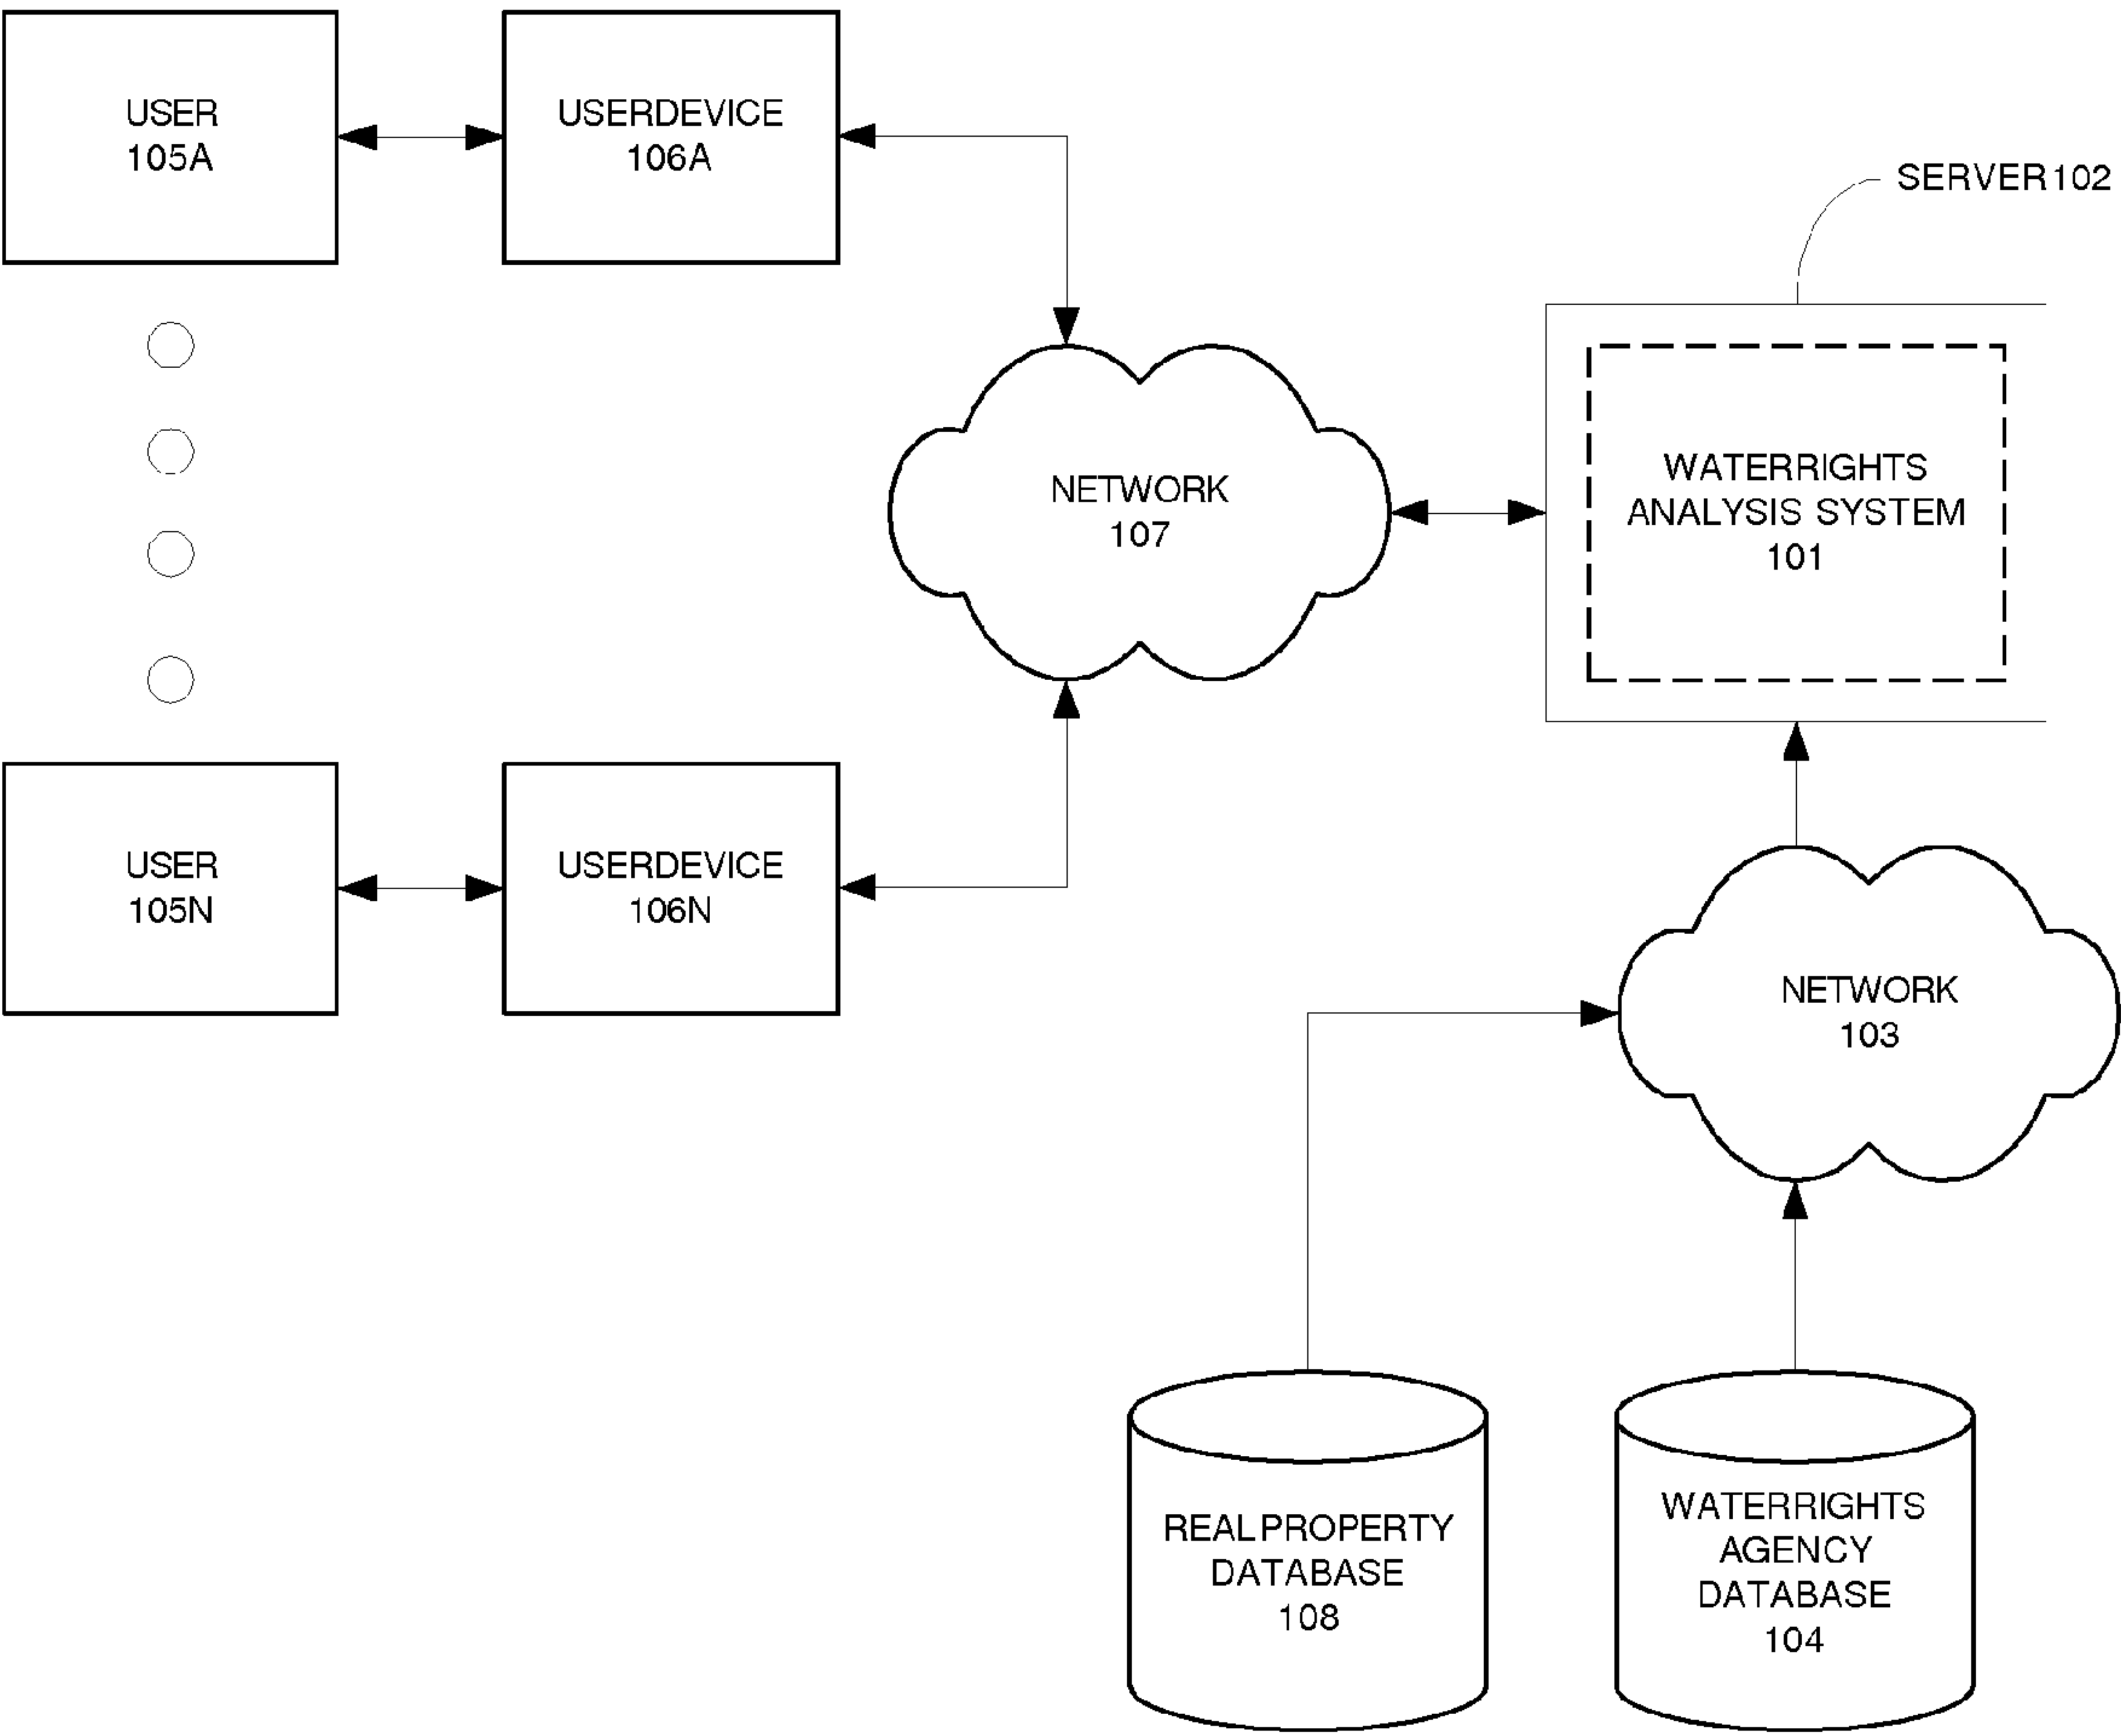 USER
105A
USERDEVICE
106A
SERVER102
NETWORK
107
WATERRIGHTS
ANALYSIS SYSTEM
101
USER
105N
USERDEVICE
106N
NETWORK
103
REALPROPERTY
DATABASE
108
WATERRIGHTS
AGENCY
DATABASE
104